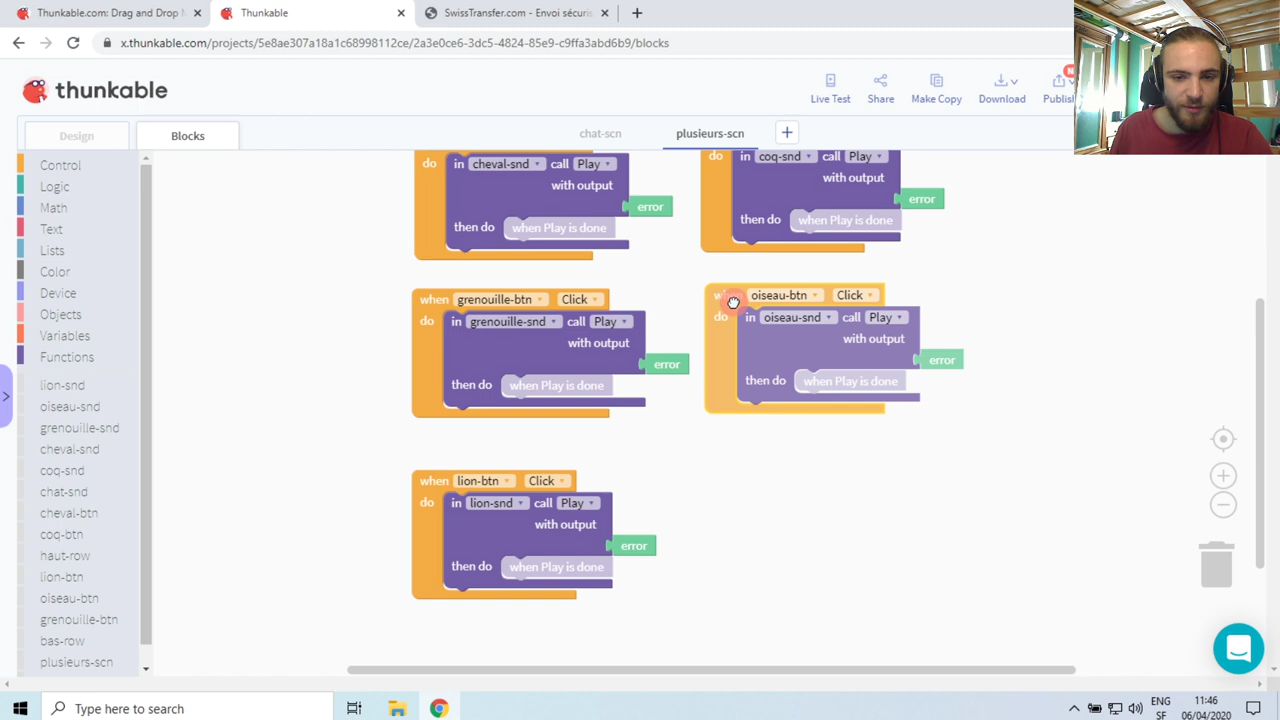 Thunkable.com: Drag and Drop M
Thunkable
SwissTransfer.com - Envoi sécuris
x.thunkable.com/projects/5e8ae307a18a1c68998112ce/2a3e0ce6-3dc5-4824-85e9-c9ffa3abd6b9/blocks
thunkable
Live Test
Share
Make Copy
Download
Publish
N
Design
Blocks
chat-scn
plusieurs-scn
Control
Logic
Math
Text
Lists
Color
Device
Objects
Variables
Functions
lion-snd
oiseau-snd
grenouille-snd
cheval-snd
coq-snd
chat-snd
cheval-btn
coq-btn
haut-row
lion-btn
oiseau-btn
grenouille-btn
bas-row
plusieurs-scn
do in cheval-snd call Play
with output
error
then do when Play is done
do in coq-snd call Play
with output
error
then do when Play is done
when grenouille-btn Click
do in grenouille-snd call Play
with output
error
then do when Play is done
oiseau-btn Click
do in oiseau-snd call Play
with output
error
then do when Play is done
when lion-btn Click
do in lion-snd call Play
with output
error
then do when Play is done
Type here to search
ENG
SF
11:46
06/04/2020